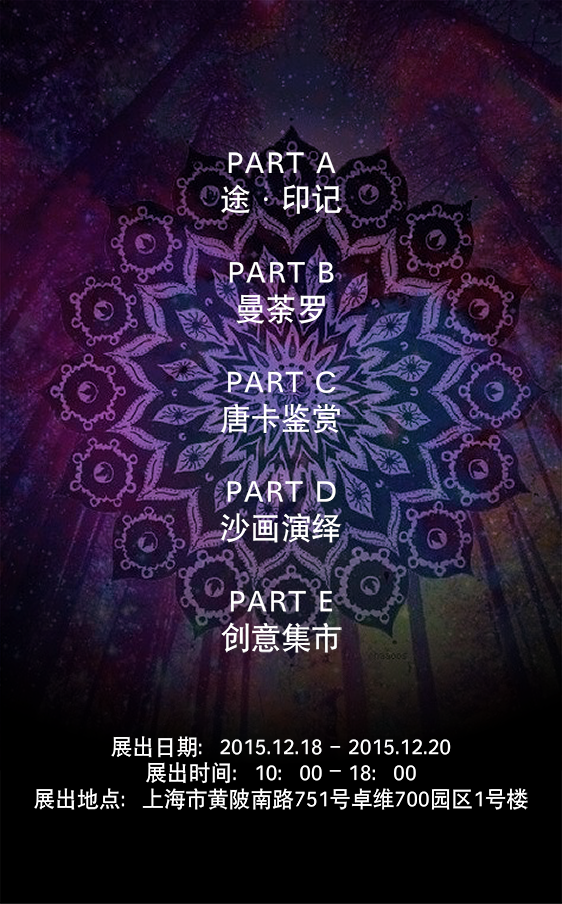 PART A
途·印记
PART B
曼荼罗
PART C
唐卡鉴赏
PART D
沙画演绎
PART E
创意集市
展出日期: 2015.12.18 - 2015.12.20
展出时间: 10: 00 - 18: 00
展出地点: 上海市黄陂南路751号卓维700园区1号楼